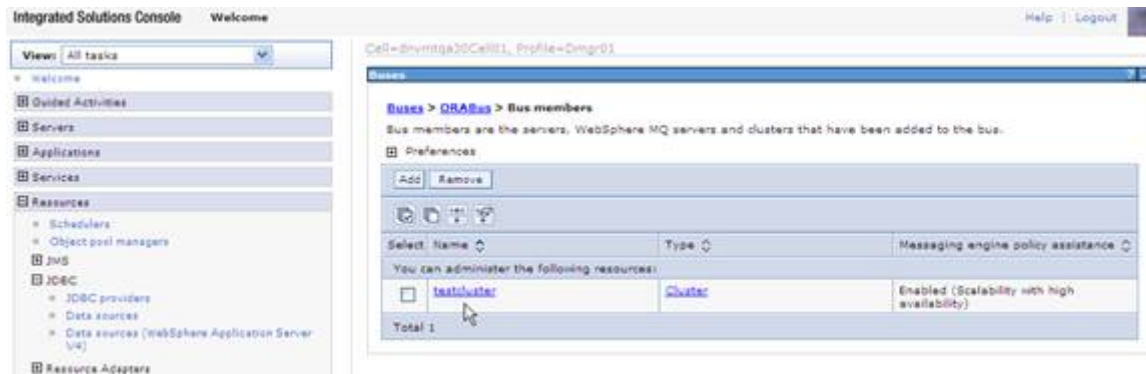 Integrated Solutions Console Welcome Help | Logout
View: All tasks
Welcome
Guided Activities
Servers
Applications
Services
Resources
Schedulers
Object pool managers
JMS
JDBC
JDBC providers
Data sources
Data sources (WebSphere Application Server V4)
Resource Adapters
Profile=Dmgr01
Buses ?
Buses > ORABus > Bus members
Bus members are the servers, WebSphere MQ servers and clusters that have been added to the bus.
Preferences
Add Remove
Select Name Type Messaging engine policy assistance
You can administer the following resources:
testcluster Cluster Enabled (Scalability with high
availability)
Total 1